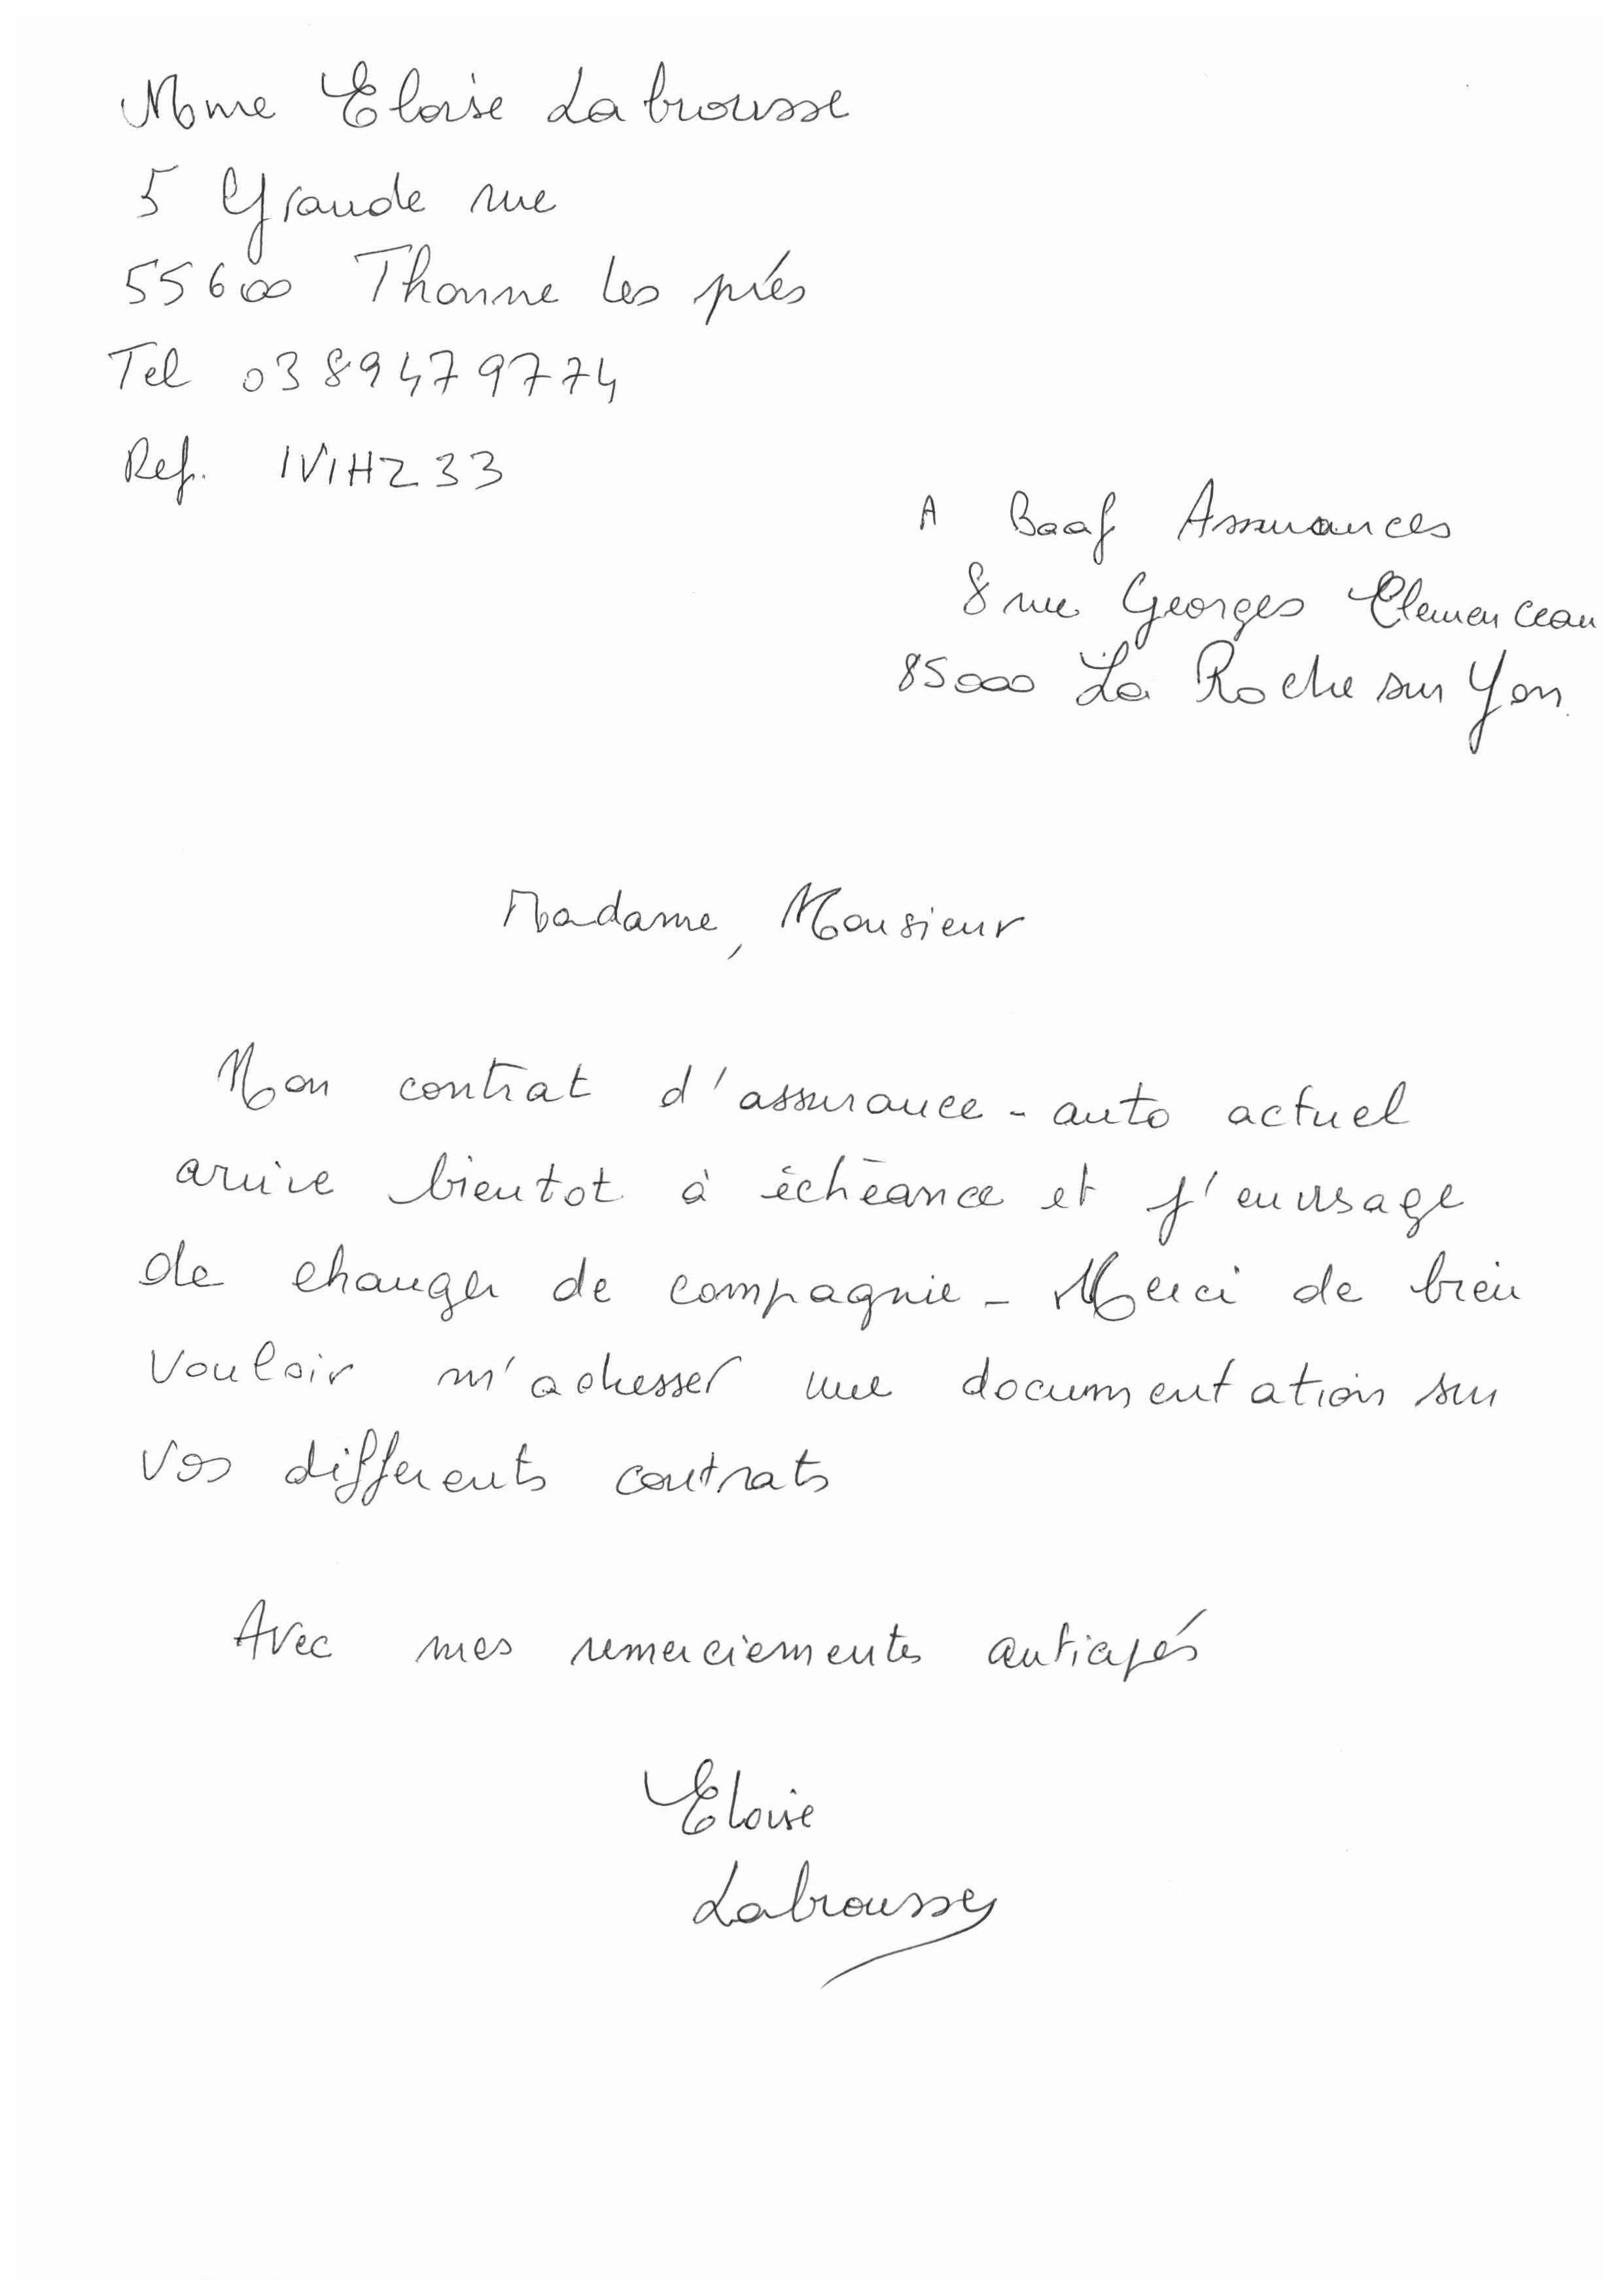 Mme Eloise Labrousse
5 Grande rue
55600 Thonne les prés
Tel 0389479774
Ref. IVIHZ33
A Baaf Assurances
8 rue Georges Clemenceau
85000 La Roche sur Yon
Madame, Monsieur
Mon contrat d'assurance - auto actuel
arrive bientot à échéance et j'envisage
de changer de compagnie - Merci de bien
vouloir m'adresser une documentation sur
vos differents contrats
Avec mes remerciements anticipés
Eloise
Labrousse